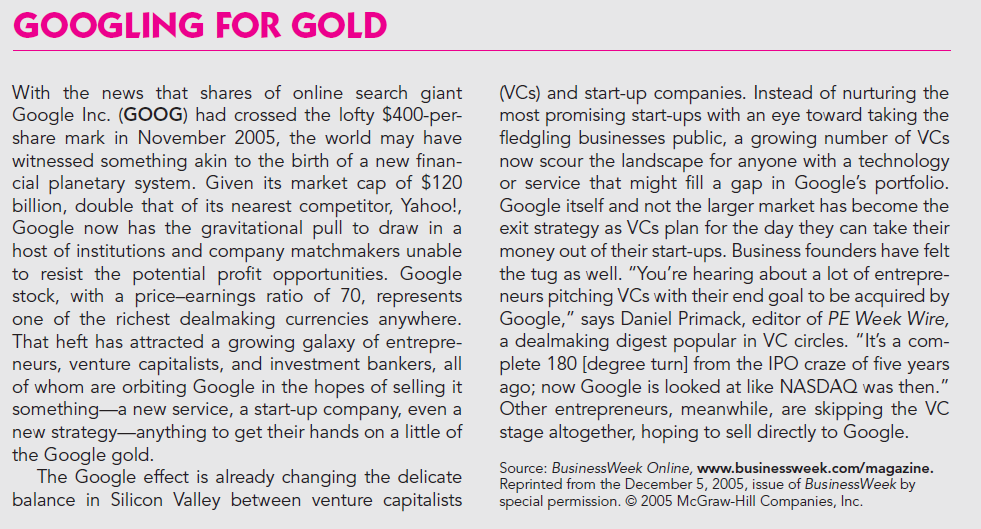 GOOGLING FOR GOLD
With the news that shares of online search giant
Google Inc. (GOOG) had crossed the lofty $400-per-
share mark in November 2005, the world may have
witnessed something akin to the birth of a new finan-
cial planetary system. Given its market cap of $120
billion, double that of its nearest competitor, Yahoo!,
Google now has the gravitational pull to draw in a
host of institutions and company matchmakers unable
to resist the potential profit opportunities. Google
stock, with a price–earnings ratio of 70, represents
one of the richest dealmaking currencies anywhere.
That heft has attracted a growing galaxy of entrepre-
neurs, venture capitalists, and investment bankers, all
of whom are orbiting Google in the hopes of selling it
something—a new service, a start-up company, even a
new strategy—anything to get their hands on a little of
the Google gold.
The Google effect is already changing the delicate
balance in Silicon Valley between venture capitalists
(VCs) and start-up companies. Instead of nurturing the
most promising start-ups with an eye toward taking the
fledgling businesses public, a growing number of VCs
now scour the landscape for anyone with a technology
or service that might fill a gap in Google's portfolio.
Google itself and not the larger market has become the
exit strategy as VCs plan for the day they can take their
money out of their start-ups. Business founders have felt
the tug as well. "You're hearing about a lot of entrepre-
neurs pitching VCs with their end goal to be acquired by
Google," says Daniel Primack, editor of PE Week Wire,
a dealmaking digest popular in VC circles. "It's a com-
plete 180 [degree turn] from the IPO craze of five years
ago; now Google is looked at like NASDAQ was then."
Other entrepreneurs, meanwhile, are skipping the VC
stage altogether, hoping to sell directly to Google.
Source: BusinessWeek Online, www.businessweek.com/magazine.
Reprinted from the December 5, 2005, issue of BusinessWeek by
special permission. © 2005 McGraw-Hill Companies, Inc.